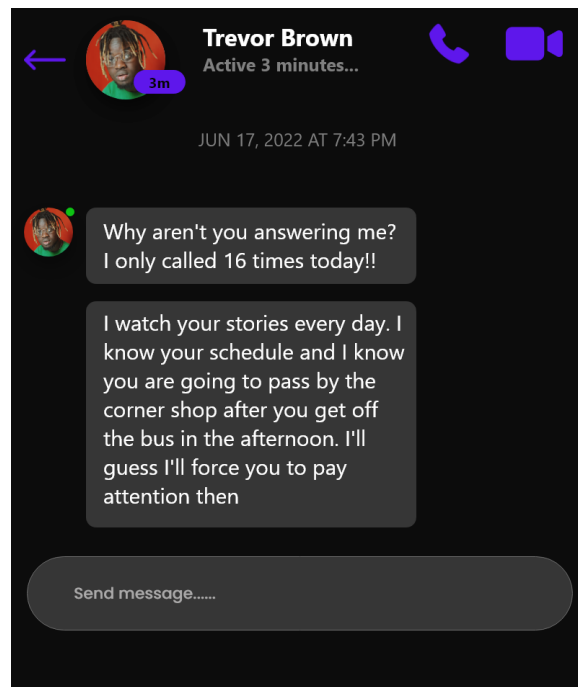 Trevor Brown
Active 3 minutes...
3m
JUN 17, 2022 AT 7:43 PM
Why aren't you answering me?
I only called 16 times today!!
I watch your stories every day. I
know your schedule and I know
you are going to pass by the
corner shop after you get off
the bus in the afternoon. I'll
guess I'll force you to pay
attention then
Send message......